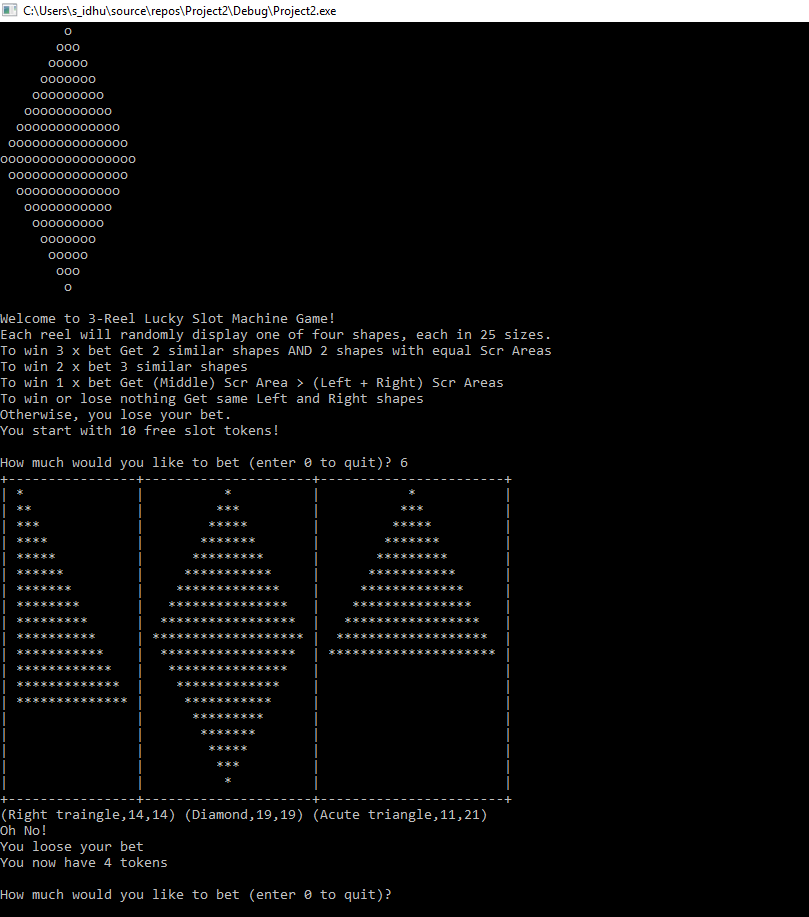 C:\Users\s_idhu\source\repos\Project2\Debug\Project2.exe
        o
       ooo
      ooooo
     ooooooo
    ooooooooo
   ooooooooooo
  ooooooooooooo
 ooooooooooooooo
ooooooooooooooooo
 ooooooooooooooo
  ooooooooooooo
   ooooooooooo
    ooooooooo
     ooooooo
      ooooo
       ooo
        o
Welcome to 3-Reel Lucky Slot Machine Game!
Each reel will randomly display one of four shapes, each in 25 sizes.
To win 3 x bet Get 2 similar shapes AND 2 shapes with equal Scr Areas
To win 2 x bet 3 similar shapes
To win 1 x bet Get (Middle) Scr Area > (Left + Right) Scr Areas
To win or lose nothing Get same Left and Right shapes
Otherwise, you lose your bet.
You start with 10 free slot tokens!
How much would you like to bet (enter 0 to quit)? 6
+----------------+---------------------+-----------------------+
| *              |          *          |           *           |
| **             |         ***         |          ***          |
| ***            |        *****        |         *****         |
| ****           |       *******       |        *******        |
| *****          |      *********      |       *********       |
| ******         |     ***********     |      ***********      |
| *******        |    *************    |     *************     |
| ********       |   ***************   |    ***************    |
| *********      |  *****************  |   *****************   |
| **********     | ******************* |  *******************  |
| ***********    |  *****************  | ********************* |
| ************   |   ***************   |                       |
| *************  |    *************    |                       |
| ************** |     ***********     |                       |
|                |      *********      |                       |
|                |       *******       |                       |
|                |        *****        |                       |
|                |         ***         |                       |
|                |          *          |                       |
+----------------+---------------------+-----------------------+
(Right traingle,14,14) (Diamond,19,19) (Acute triangle,11,21)
Oh No!
You loose your bet
You now have 4 tokens
How much would you like to bet (enter 0 to quit)?